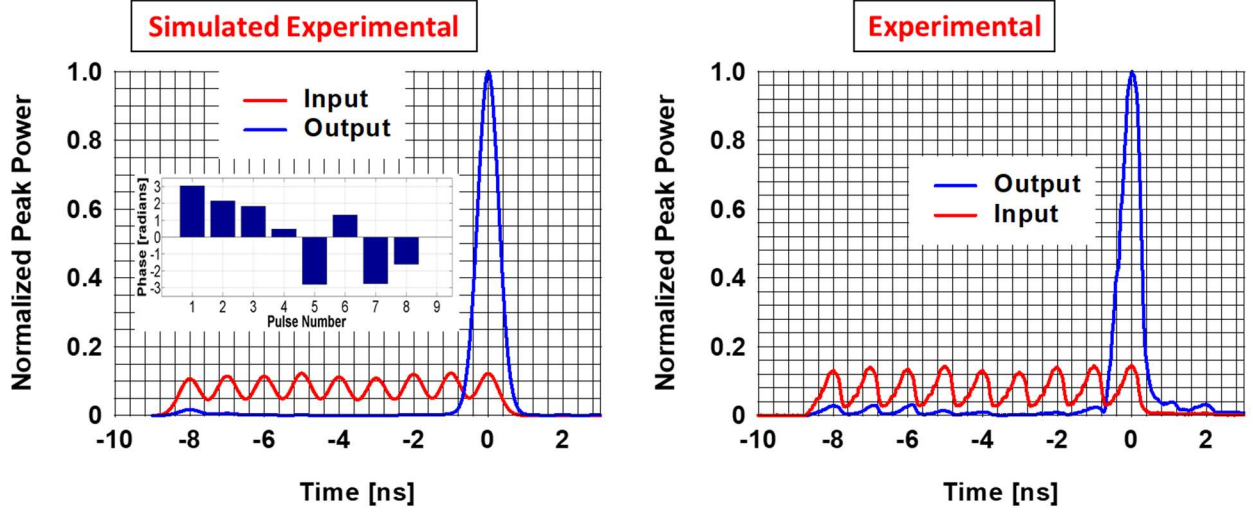 Simulated Experimental
Normalized Peak Power
1.0
0.8
0.6
0.4
0.2
0
Input
Output
Phase [radians]
3
2
1
0
-1
-2
-3
1 2 3 4 5 6 7 8 9
Pulse Number
-10 -8 -6 -4 -2 0 2
Time [ns]
Experimental
Normalized Peak Power
1.0
0.8
0.6
0.4
0.2
0
Output
Input
-10 -8 -6 -4 -2 0 2
Time [ns]